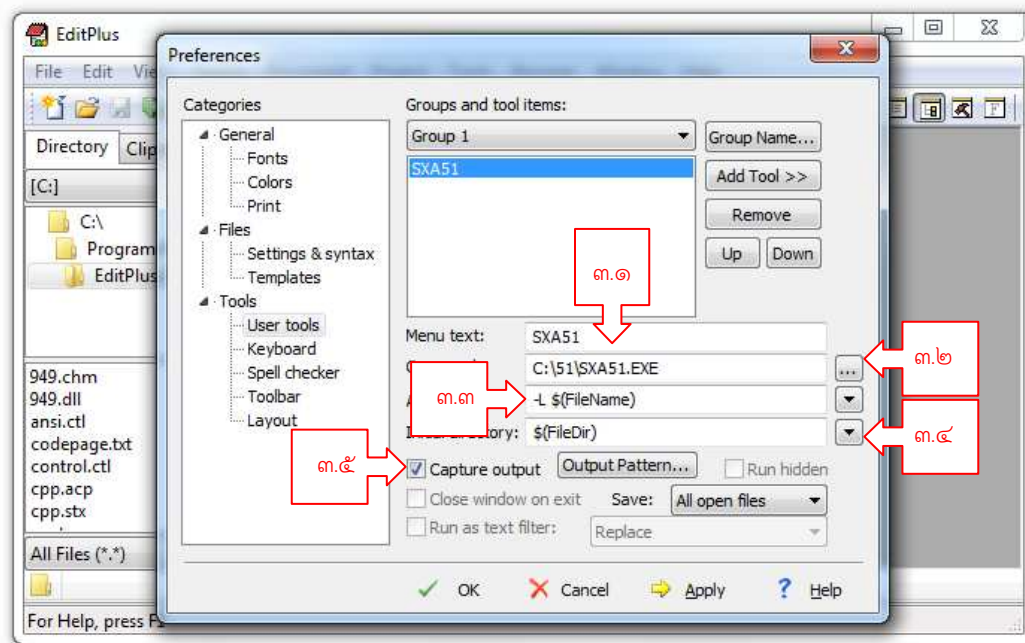 EditPlus
File Edit Vie
Directory Clip
[C:]
C:\
Program
EditPlus
949.chm
949.dll
ansi.ctl
codepage.txt
control.ctl
cpp.acp
cpp.stx
All Files (*.*)
For Help, press F1
Preferences
Categories
General
Fonts
Colors
Print
Files
Settings & syntax
Templates
Tools
User tools
Keyboard
Spell checker
Toolbar
Layout
Groups and tool items:
Group 1
Group Name...
SXA51
Add Tool >>
Remove
Up Down
๓.๑
Menu text: SXA51
C:\51\SXA51.EXE ...
๓.๒
๓.๓
-L $(FileName)
$(FileDir)
๓.๔
๓.๕
Capture output Output Pattern... Run hidden
Close window on exit Save: All open files
Run as text filter: Replace
OK Cancel Apply Help